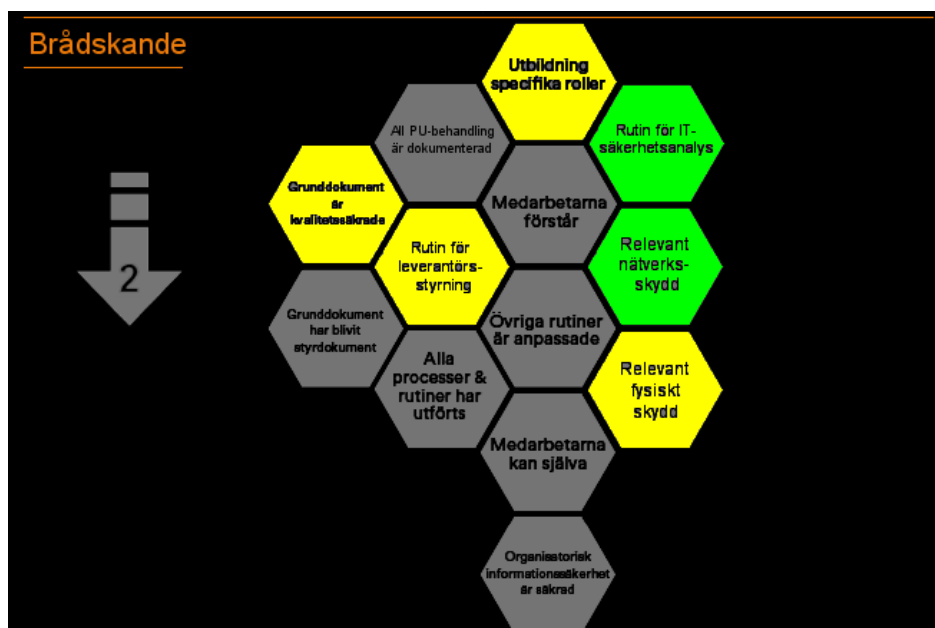 Brådskande
Utbildning
specifika roller
All PU-behandling
är dokumenterad
Rutin för IT-
säkerhetsanalys
Grunddokument
är
kvalitetssäkrade
Medarbetarna
förstår
Rutin för
leverantörs-
styrning
Relevant
nätverks-
skydd
2
Grunddokument
har blivit
styrdokument
Övriga rutiner
är anpassade
Alla
processer &
rutiner har
utförts
Relevant
fysiskt
skydd
Medarbetarna
kan själva
Organisatorisk
informationssäkerhet
är säkrad